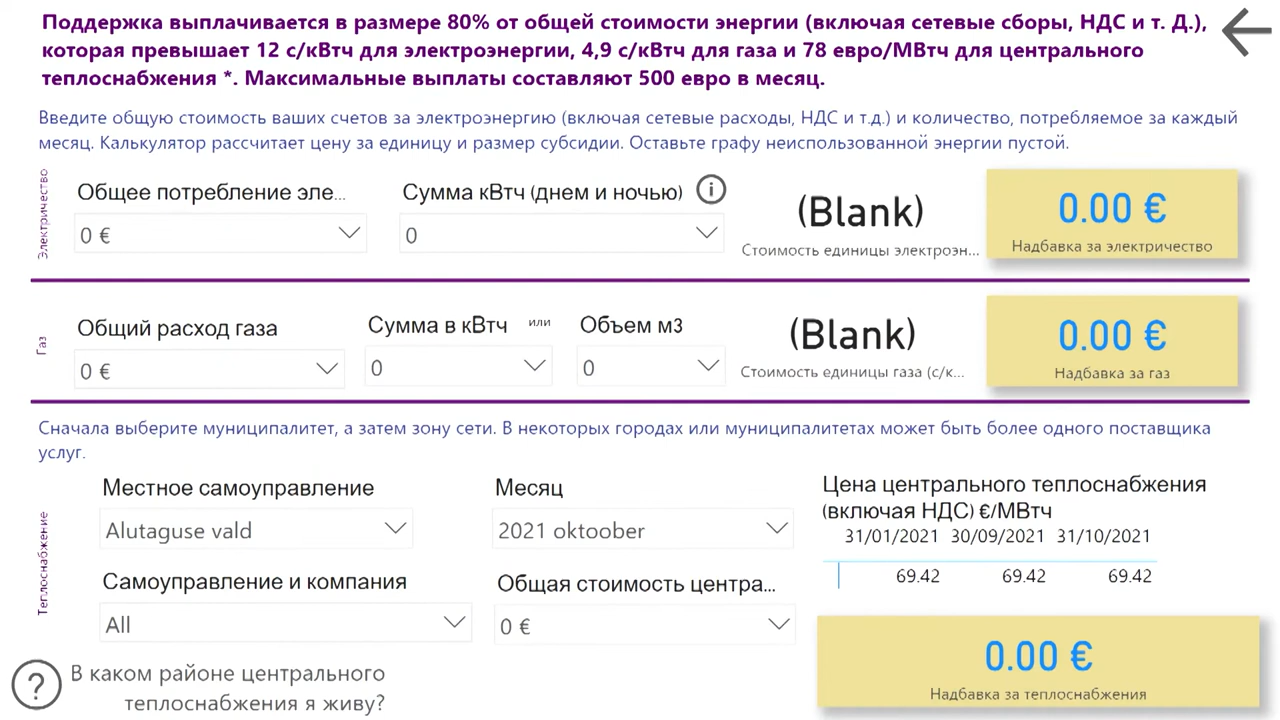 Поддержка выплачивается в размере 80% от общей стоимости энергии (включая сетевые сборы, НДС и т. Д.),
которая превышает 12 с/кВтч для электроэнергии, 4,9 с/кВтч для газа и 78 евро/МВтч для центрального
теплоснабжения *. Максимальные выплаты составляют 500 евро в месяц.
Введите общую стоимость ваших счетов за электроэнергию (включая сетевые расходы, НДС и т.д.) и количество, потребляемое за каждый
месяц. Калькулятор рассчитает цену за единицу и размер субсидии. Оставьте графу неиспользованной энергии пустой.
Электричество
Общее потребление эле...
Сумма кВтч (днем и ночью)
0 €
0
(Blank)
Стоимость единицы электроэн...
0.00 €
Надбавка за электричество
Газ
Общий расход газа
Сумма в кВтч или Объем м3
0 €
0
0
(Blank)
Стоимость единицы газа (с/к...
0.00 €
Надбавка за газ
Сначала выберите муниципалитет, а затем зону сети. В некоторых городах или муниципалитетах может быть более одного поставщика
услуг.
Теплоснабжение
Местное самоуправление
Alutaguse vald
Месяц
2021 oktoober
Самоуправление и компания
All
Общая стоимость центра...
0 €
Цена центрального теплоснабжения
(включая НДС) €/МВтч
31/01/2021 30/09/2021 31/10/2021
69.42 69.42 69.42
0.00 €
Надбавка за теплоснабжения
? В каком районе центрального
теплоснабжения я живу?